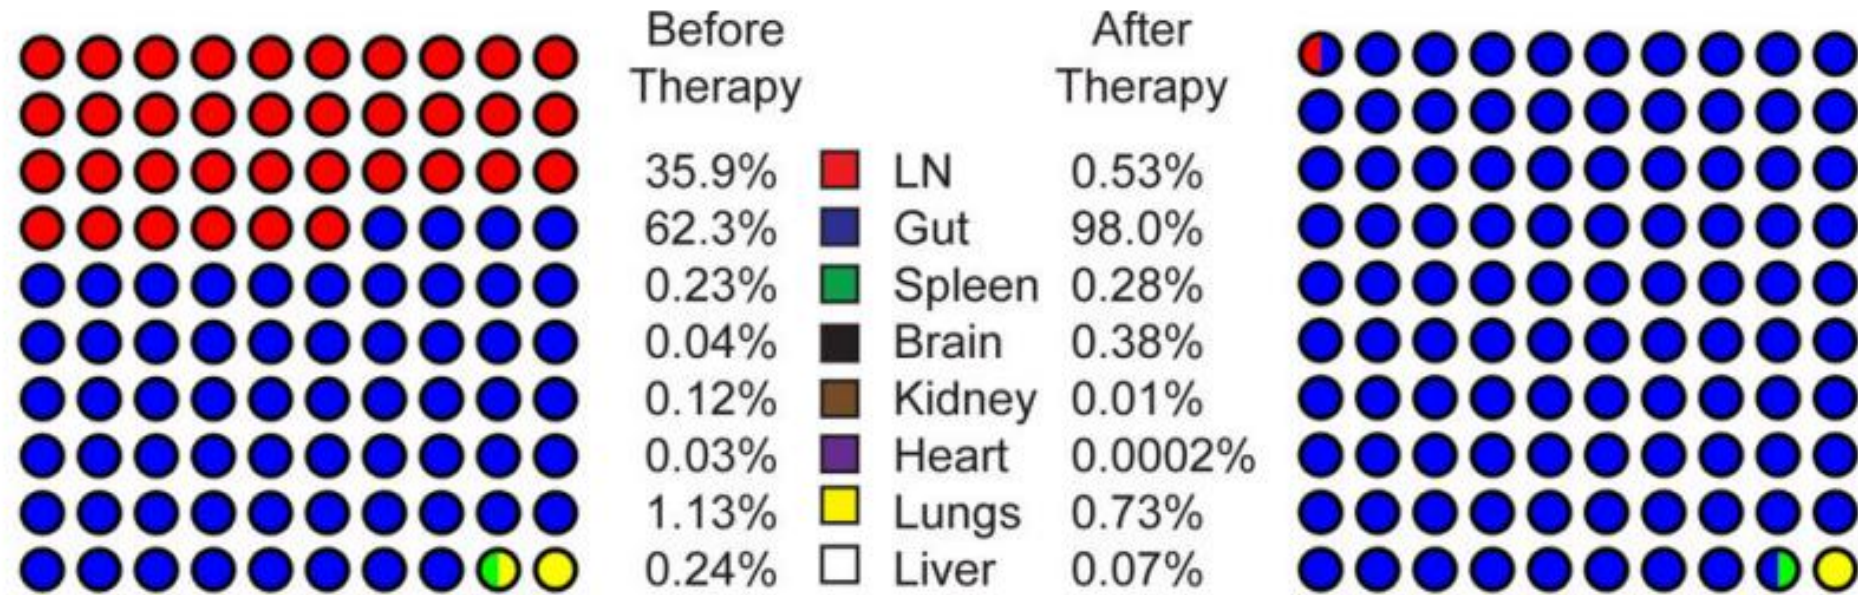 Before After
Therapy Therapy
35.9% LN 0.53%
62.3% Gut 98.0%
0.23% Spleen 0.28%
0.04% Brain 0.38%
0.12% Kidney 0.01%
0.03% Heart 0.0002%
1.13% Lungs 0.73%
0.24% Liver 0.07%